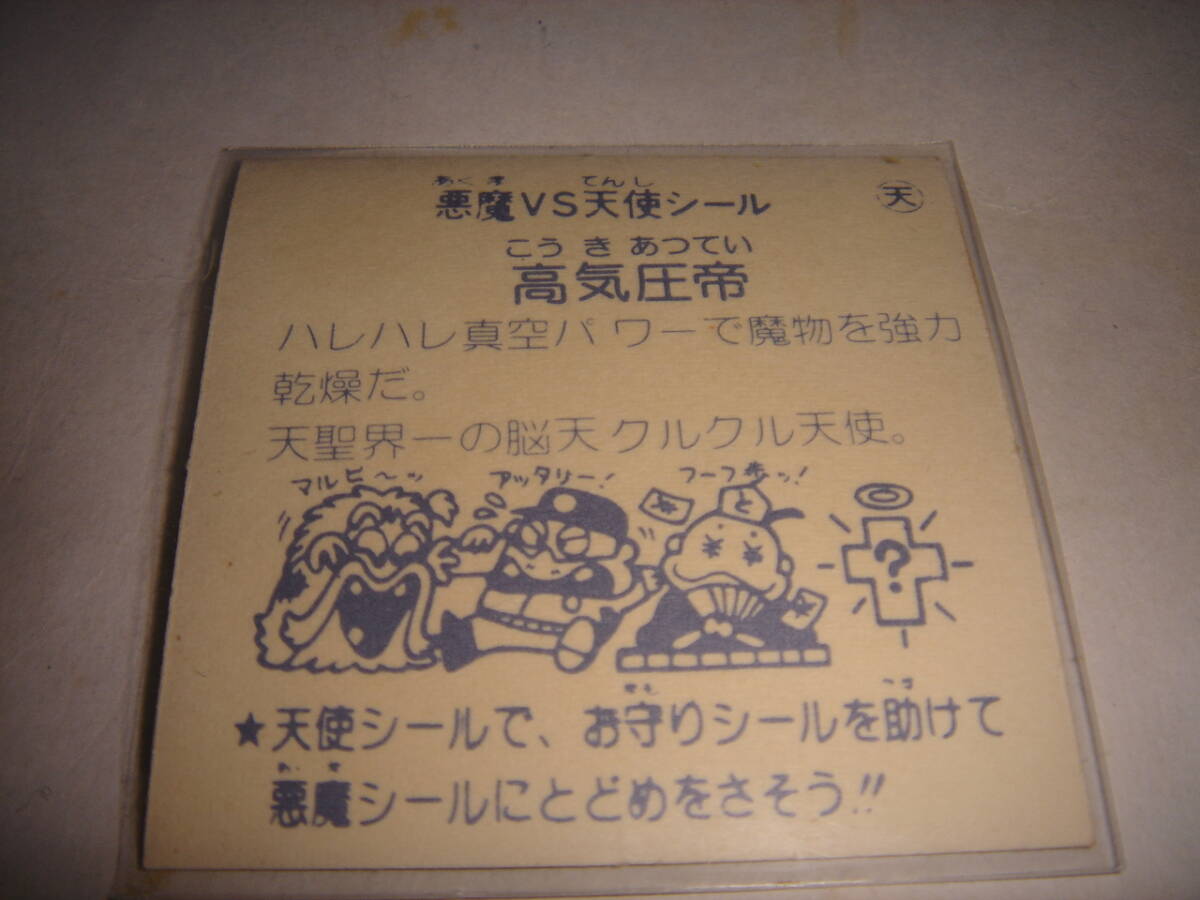 あくま てんし
悪魔VS天使シール
天
こうきあつてい
高気圧帝
ハレハレ真空パワーで魔物を強力
乾燥だ。
天聖界一の脳天クルクル天使。
マルビ〜ッ アッタリー! フーフ歩ッ!
?
★天使シールで、お守りシールを助けて
悪魔シールにとどめをさそう!!